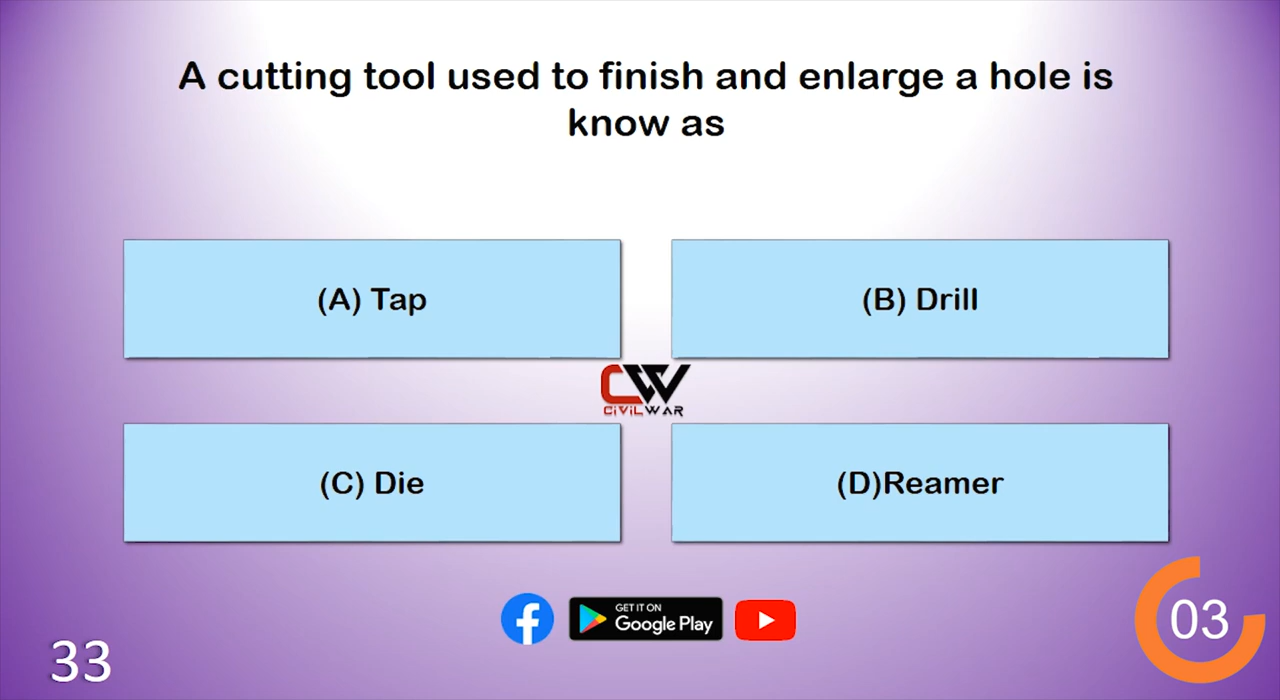 A cutting tool used to finish and enlarge a hole is
know as
(A) Tap
(B) Drill
CW
CiViLWAR
(C) Die
(D)Reamer
GET IT ON
Google Play
33
03